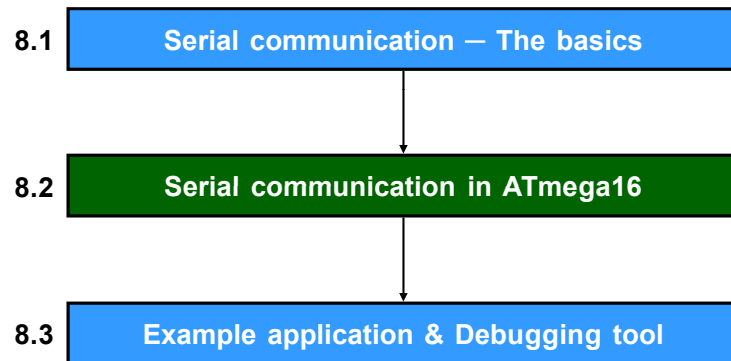 8.1 Serial communication — The basics
8.2 Serial communication in ATmega16
8.3 Example application & Debugging tool